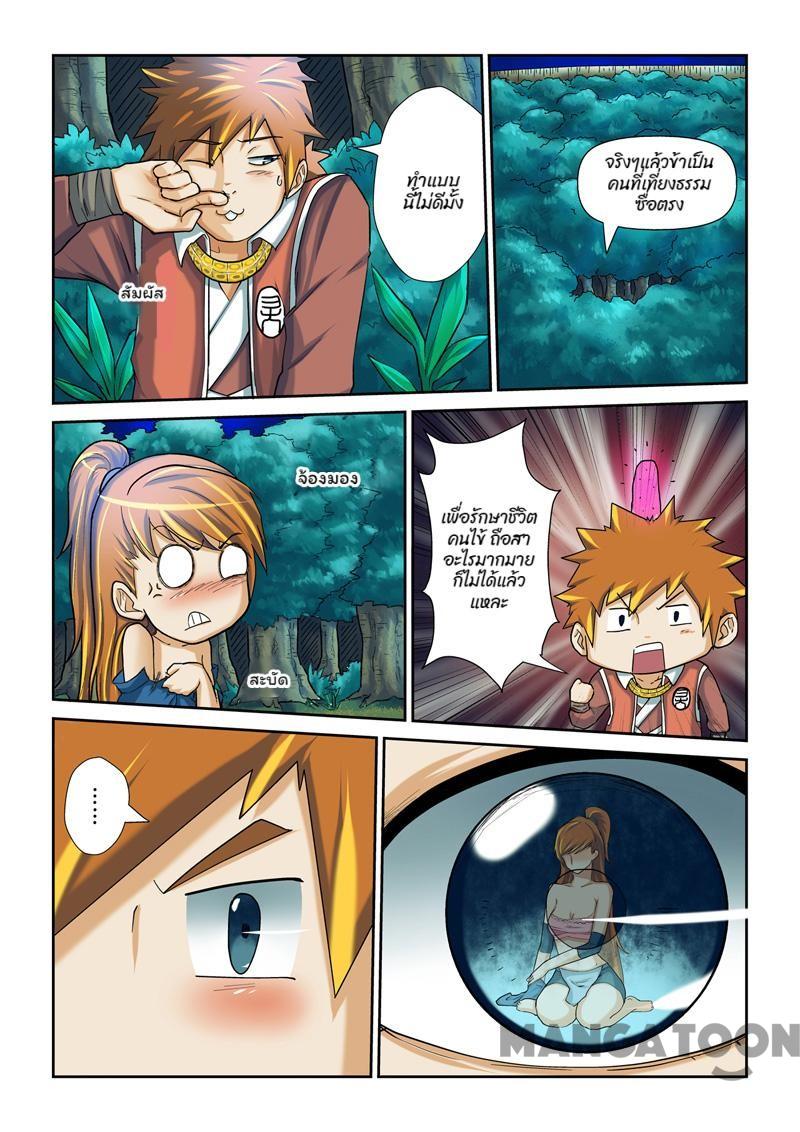 ทำแบบ
นี้ไม่ดีมั้ง
สัมผัส
จริงๆแล้วข้าเป็น
คนที่เที่ยงธรรม
ซื่อตรง
จ้องมอง
สะบัด
เพื่อรักษาชีวิต
คนไข้ ถือสา
อะไรมากมาย
ก็ไม่ได้แล้ว
แหละ
......
MANGATOON